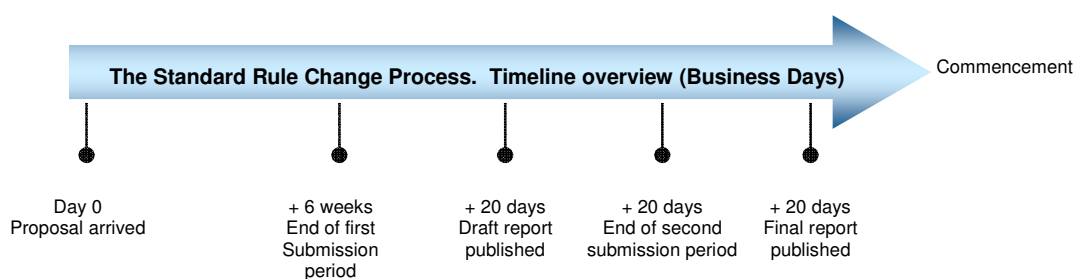 The Standard Rule Change Process. Timeline overview (Business Days)
Commencement
Day 0
Proposal arrived
+ 6 weeks
End of first
Submission
period
+ 20 days
Draft report
published
+ 20 days
End of second
submission period
+ 20 days
Final report
published